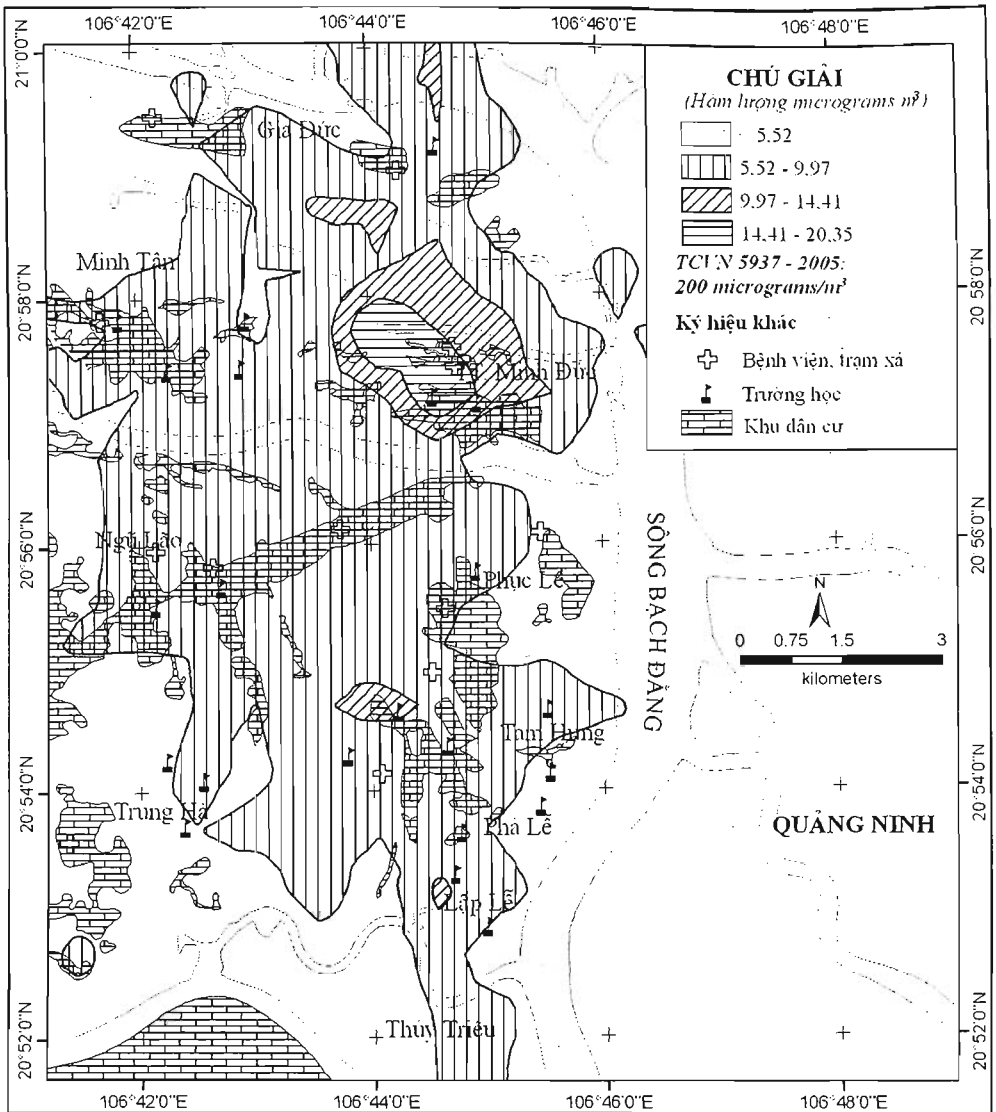 106°42'0"E 106°44'0"E 106°46'0"E 106°48'0"E
21°0'0"N
20°58'0"N
20°56'0"N
20°54'0"N
20°52'0"N
CHÚ GIẢI
(Hàm lượng micrograms m³)
5.52
5.52 - 9.97
9.97 - 14.41
14.41 - 20.35
TCVN 5937 - 2005:
200 micrograms/m³
Ký hiệu khác
Bệnh viện, trạm xá
Trường học
Khu dân cư
Gia Đức
Minh Tân
Minh Đức
Ngũ Lão
Phục Lễ
SÔNG BẠCH ĐẰNG
N
0 0.75 1.5 3
kilometers
Tam Hưng
Trung Hà
Phả Lễ
QUẢNG NINH
Lập Lễ
Thủy Triều
21°0'0"N
20°58'0"N
20°56'0"N
20°54'0"N
20°52'0"N
106°42'0"E 106°44'0"E 106°46'0"E 106°48'0"E